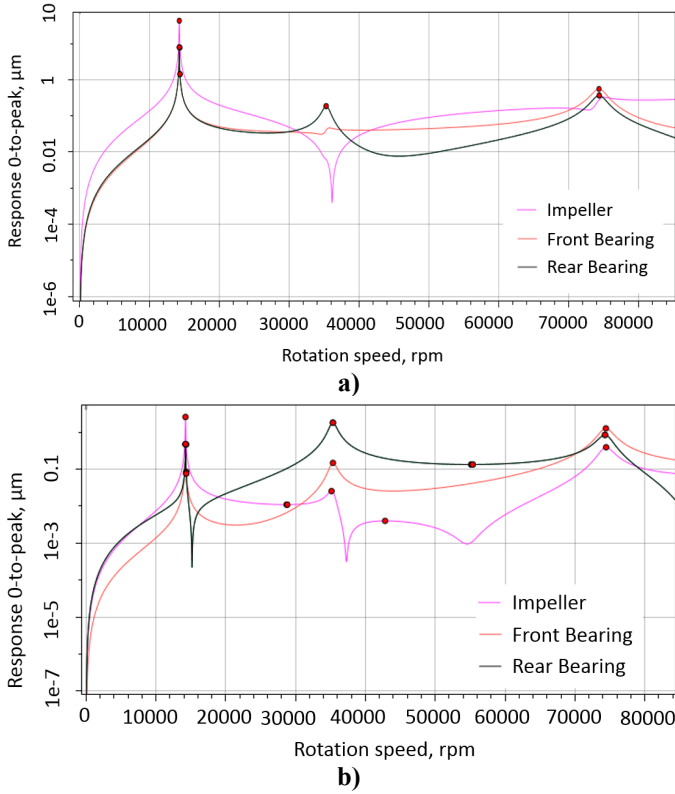 Response 0-to-peak, µm
10
1
0.01
1e-4
1e-6
Impeller
Front Bearing
Rear Bearing
0 10000 20000 30000 40000 50000 60000 70000 80000
Rotation speed, rpm
a)
Response 0-to-peak, µm
0.1
1e-3
1e-5
1e-7
Impeller
Front Bearing
Rear Bearing
0 10000 20000 30000 40000 50000 60000 70000 80000
Rotation speed, rpm
b)